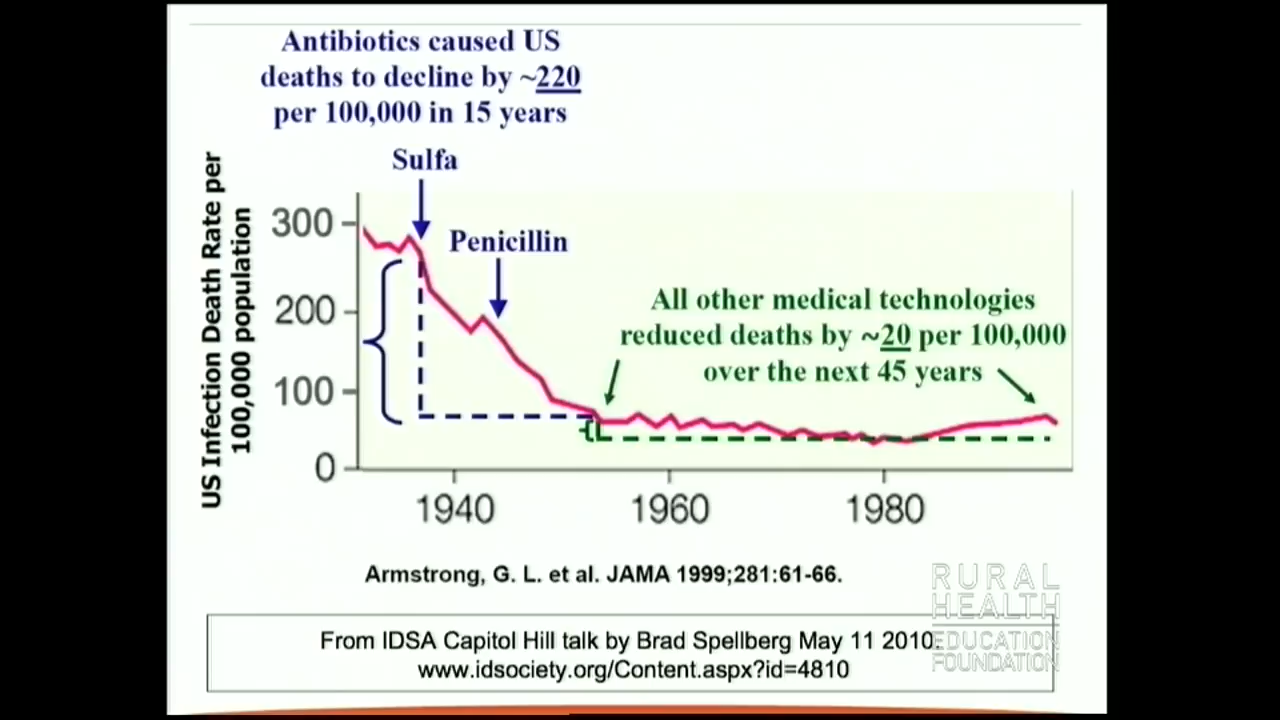 Antibiotics caused US
deaths to decline by ~220
per 100,000 in 15 years
Sulfa
Penicillin
All other medical technologies
reduced deaths by ~20 per 100,000
over the next 45 years
US Infection Death Rate per
100,000 population
300
200
100
0
1940
1960
1980
Armstrong, G. L. et al. JAMA 1999;281:61-66.
From IDSA Capitol Hill talk by Brad Spellberg May 11 2010.
www.idsociety.org/Content.aspx?id=4810
RURAL
HEALTH
EDUCATION
FOUNDATION